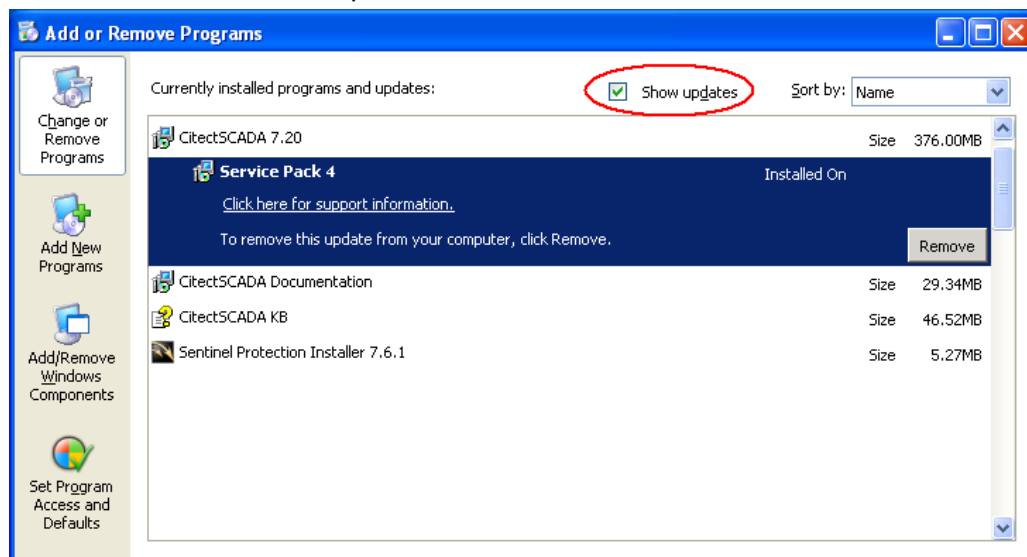 Add or Remove Programs
Change or
Remove
Programs
Currently installed programs and updates:
Show updates
Sort by: Name
CitectSCADA 7.20
Size 376.00MB
Service Pack 4
Installed On
Click here for support information.
To remove this update from your computer, click Remove.
Remove
Add New
Programs
CitectSCADA Documentation
Size 29.34MB
CitectSCADA KB
Size 46.52MB
Sentinel Protection Installer 7.6.1
Size 5.27MB
Add/Remove
Windows
Components
Set Program
Access and
Defaults